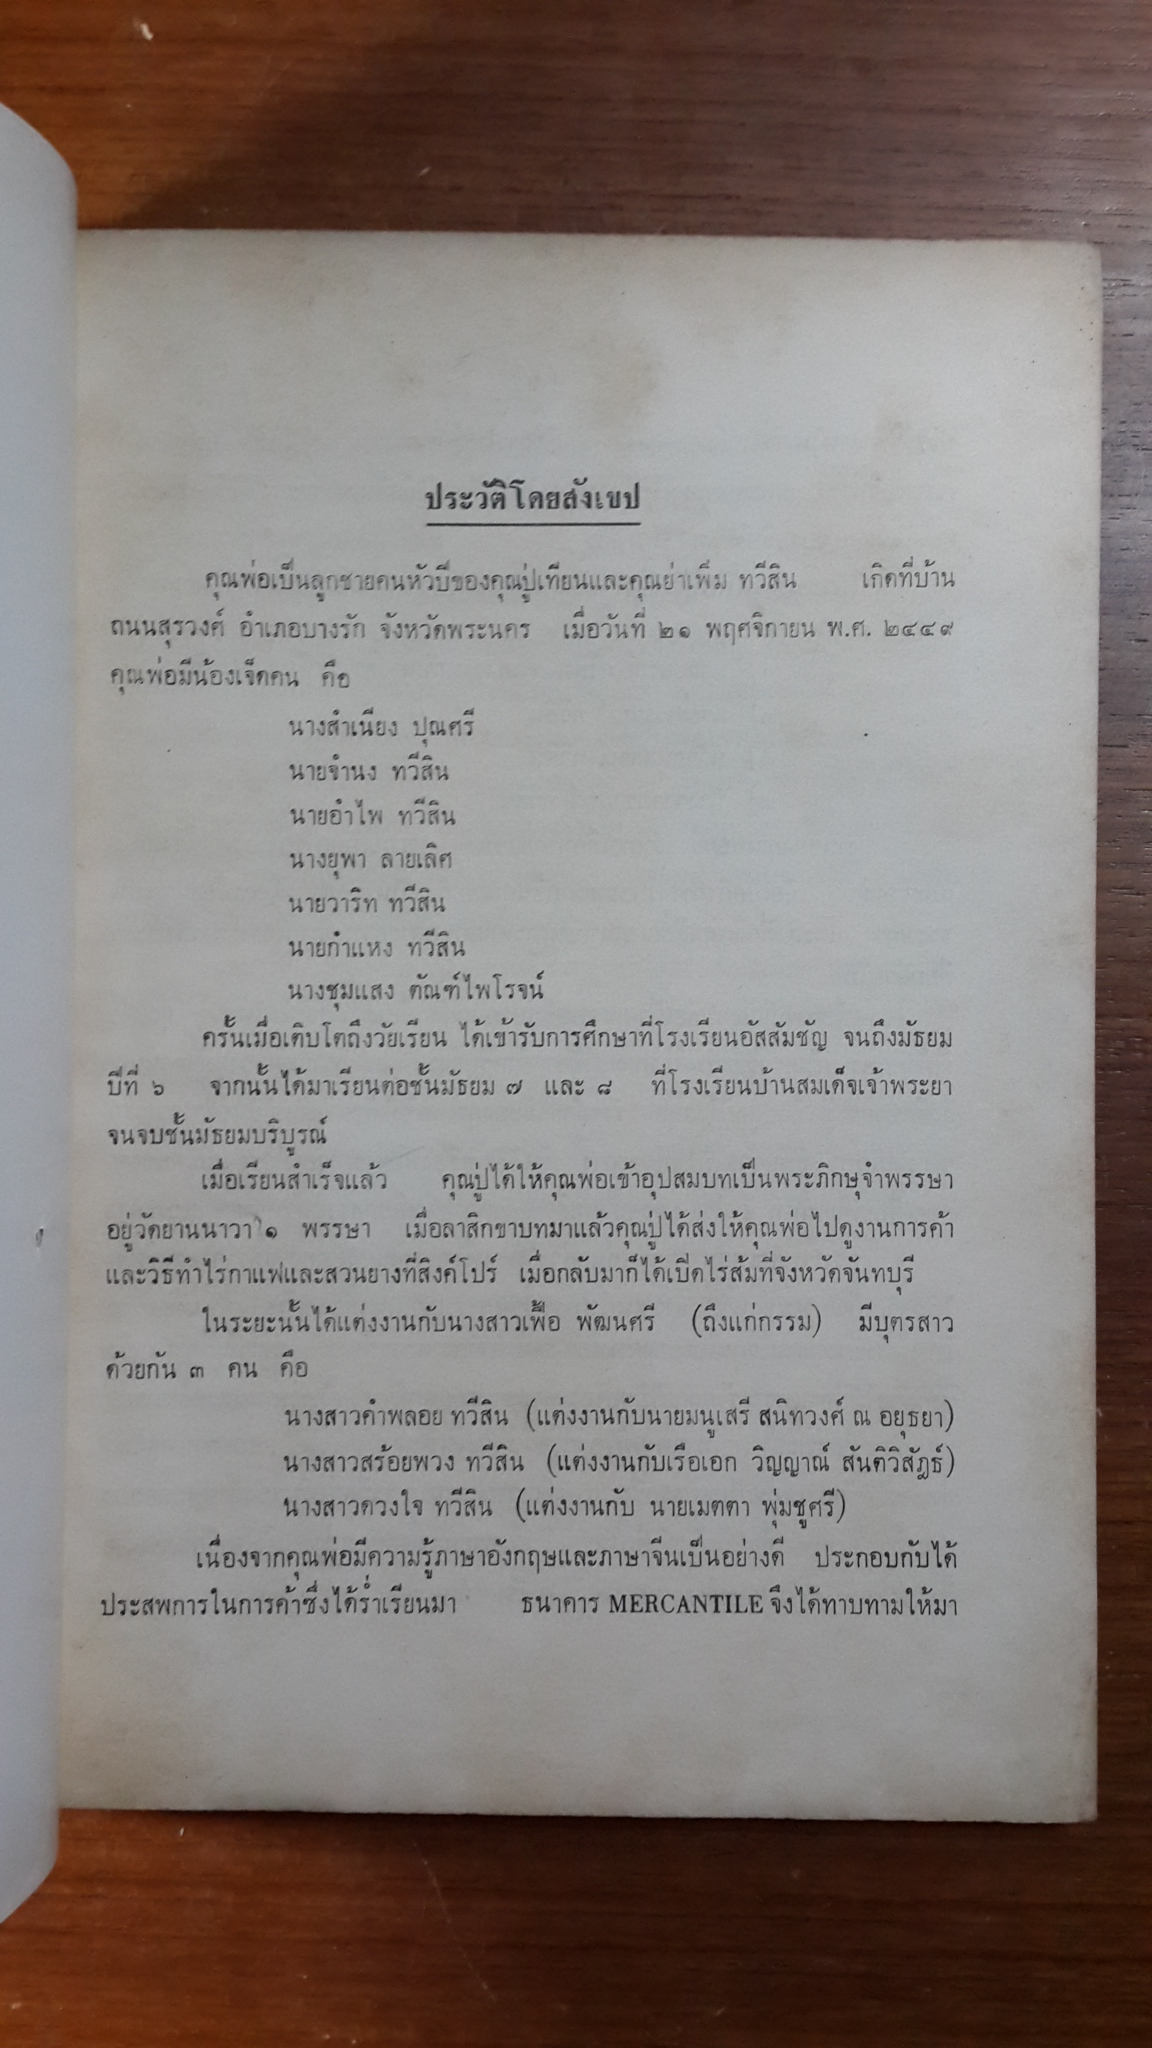 ประวัติโดยสังเขป
คุณพ่อเป็นลูกชายคนหัวปีของคุณปู่เทียนและคุณย่าเพิ่ม ทวีสิน เกิดที่บ้าน
ถนนสุรวงศ์ อำเภอบางรัก จังหวัดพระนคร เมื่อวันที่ ๒๑ พฤศจิกายน พ.ศ. ๒๔๔๙
คุณพ่อมีน้องเจ็ดคน คือ
นางสำเนียง ปุณศรี
นายจำนง ทวีสิน
นายอำไพ ทวีสิน
นางยุพา ลายเลิศ
นายวาริท ทวีสิน
นายกำแหง ทวีสิน
นางชุมแสง ตัณฑ์ไพโรจน์
ครั้นเมื่อเติบโตถึงวัยเรียน ได้เข้ารับการศึกษาที่โรงเรียนอัสสัมชัญ จนถึงมัธยม
ปีที่ ๖ จากนั้นได้มาเรียนต่อชั้นมัธยม ๗ และ ๘ ที่โรงเรียนบ้านสมเด็จเจ้าพระยา
จนจบชั้นมัธยมบริบูรณ์
เมื่อเรียนสำเร็จแล้ว คุณปู่ได้ให้คุณพ่อเข้าอุปสมบทเป็นพระภิกษุจำพรรษา
อยู่วัดยานนาวา ๑ พรรษา เมื่อลาสิกขาบทมาแล้วคุณปู่ได้ส่งให้คุณพ่อไปดูงานการค้า
และวิธีทำไร่กาแฟและสวนยางที่สิงค์โปร์ เมื่อกลับมาก็ได้เปิดไร่ส้มที่จังหวัดจันทบุรี
ในระยะนั้นได้แต่งงานกับนางสาวเฟื้อ พัฒนศรี (ถึงแก่กรรม) มีบุตรสาว
ด้วยกัน ๓ คน คือ
นางสาวคำพลอย ทวีสิน (แต่งงานกับนายมนูเสรี สนิทวงศ์ ณ อยุธยา)
นางสาวสร้อยพวง ทวีสิน (แต่งงานกับเรือเอก วิญญาณ์ สันติวิสัฎธ์)
นางสาวดวงใจ ทวีสิน (แต่งงานกับ นายเมตตา พุ่มชูศรี)
เนื่องจากคุณพ่อมีความรู้ภาษาอังกฤษและภาษาจีนเป็นอย่างดี ประกอบกับได้
ประสพการในการค้าซึ่งได้ร่ำเรียนมา ธนาคาร MERCANTILE จึงได้ทาบทามให้มา